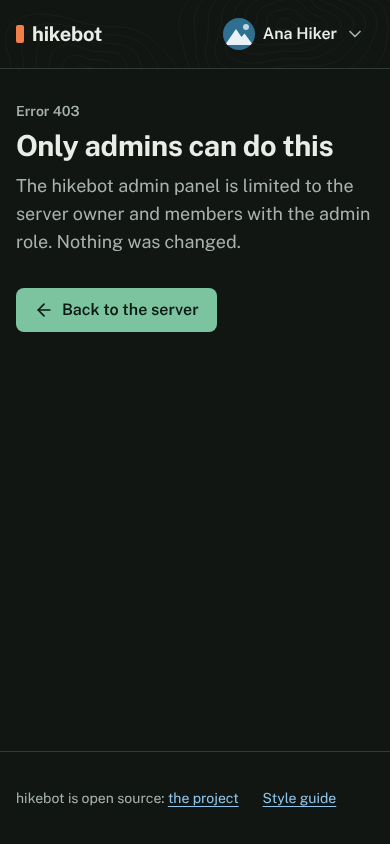 hikebot
Ana Hiker
Error 403
Only admins can do this
The hikebot admin panel is limited to the
server owner and members with the admin
role. Nothing was changed.
Back to the server
hikebot is open source: the project
Style guide